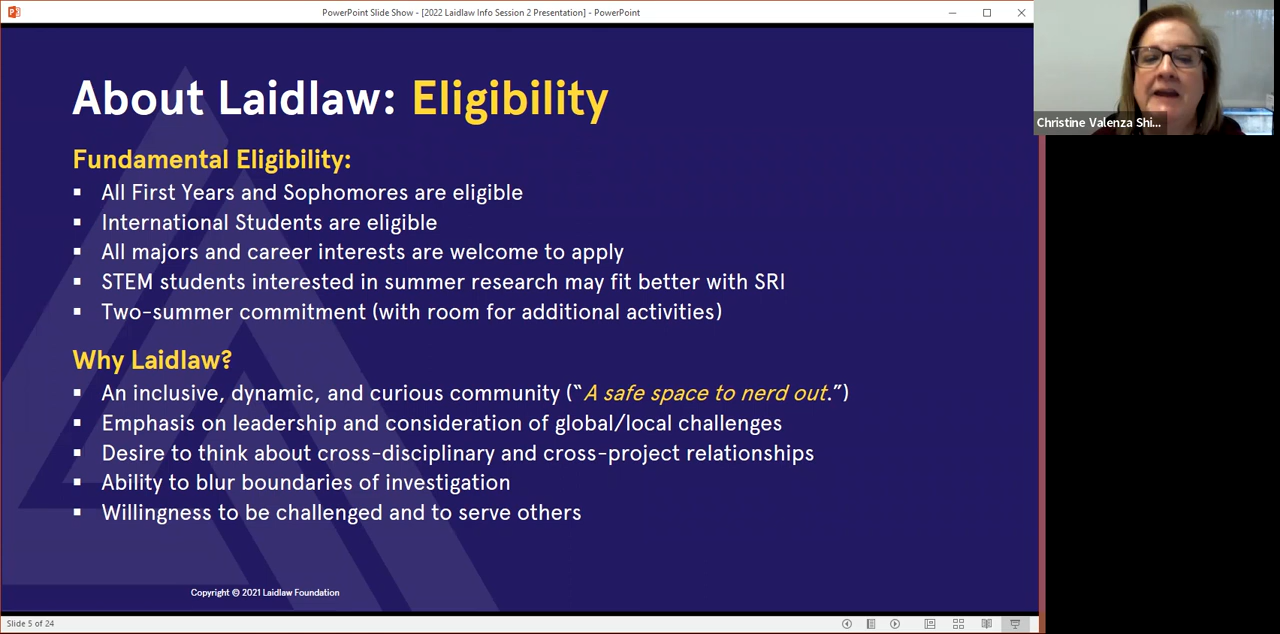 PowerPoint Slide Show - [2022 Laidlaw Info Session 2 Presentation] - PowerPoint
About Laidlaw: Eligibility
Fundamental Eligibility:
▪ All First Years and Sophomores are eligible
▪ International Students are eligible
▪ All majors and career interests are welcome to apply
▪ STEM students interested in summer research may fit better with SRI
▪ Two-summer commitment (with room for additional activities)
Why Laidlaw?
▪ An inclusive, dynamic, and curious community (“A safe space to nerd out.”)
▪ Emphasis on leadership and consideration of global/local challenges
▪ Desire to think about cross-disciplinary and cross-project relationships
▪ Ability to blur boundaries of investigation
▪ Willingness to be challenged and to serve others
Copyright © 2021 Laidlaw Foundation
Slide 5 of 24
Christine Valenza Shi...